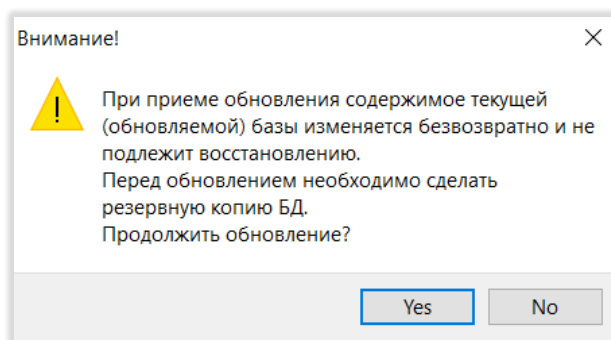 Внимание!
При приеме обновления содержимое текущей
(обновляемой) базы изменяется безвозвратно и не
подлежит восстановлению.
Перед обновлением необходимо сделать
резервную копию БД.
Продолжить обновление?
Yes No